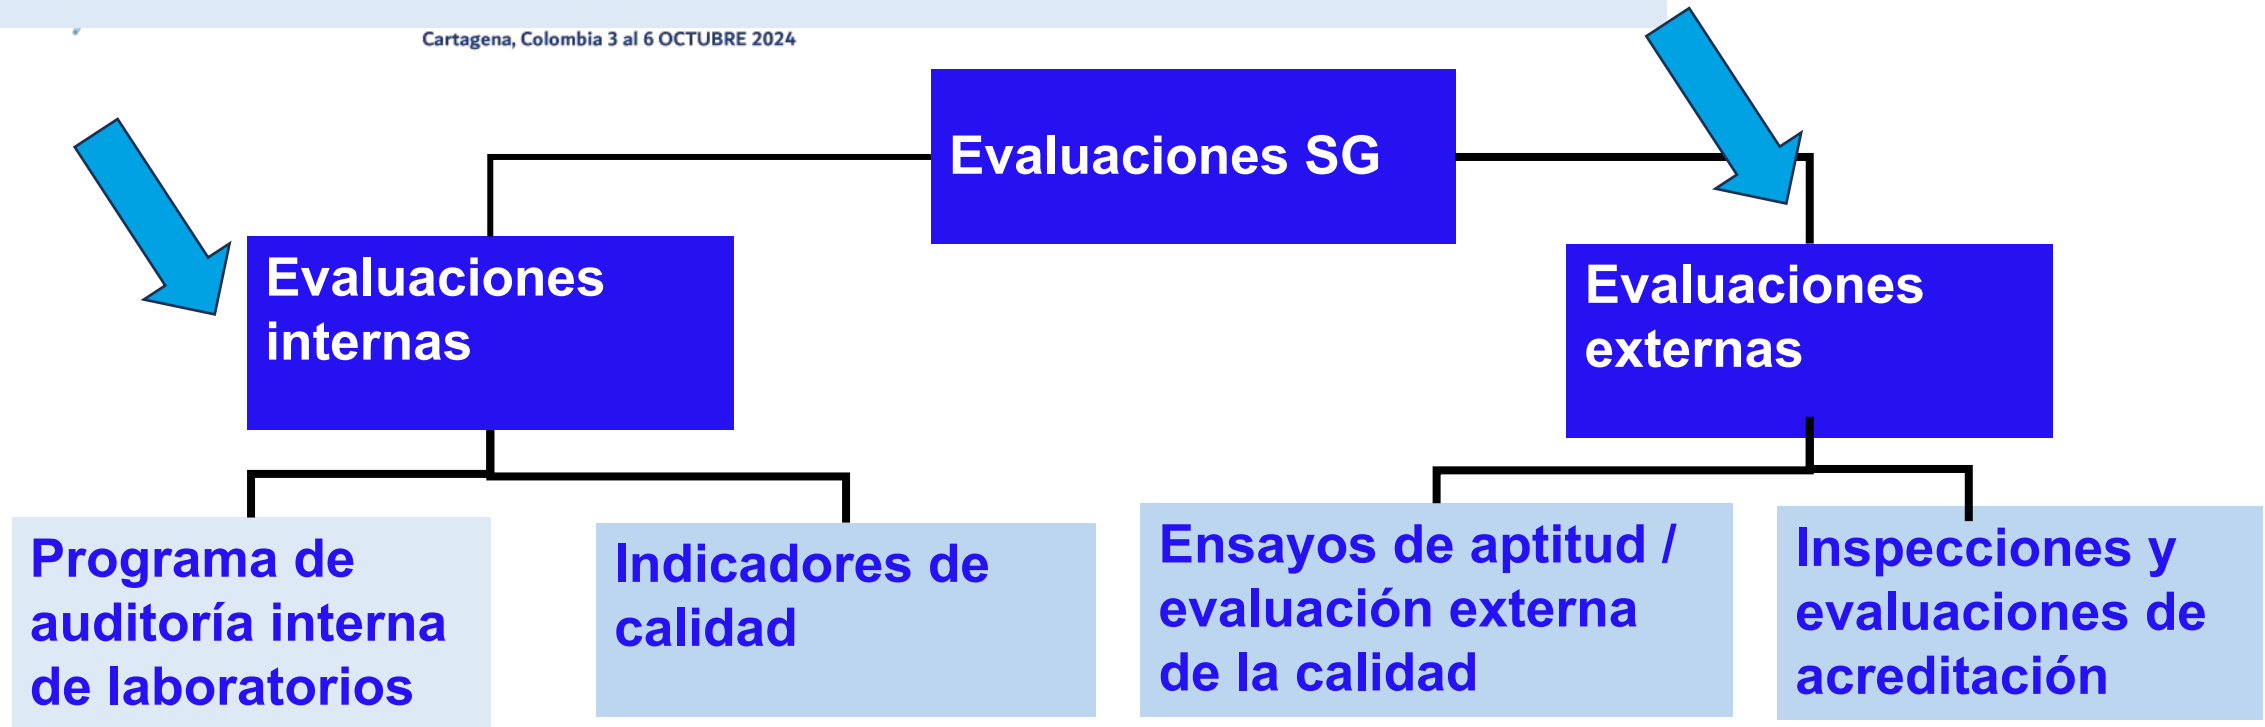 Cartagena, Colombia 3 al 6 OCTUBRE 2024
Evaluaciones SG
Evaluaciones
internas
Evaluaciones
externas
Programa de
auditoría interna
de laboratorios
Indicadores de
calidad
Ensayos de aptitud /
evaluación externa
de la calidad
Inspecciones y
evaluaciones de
acreditación